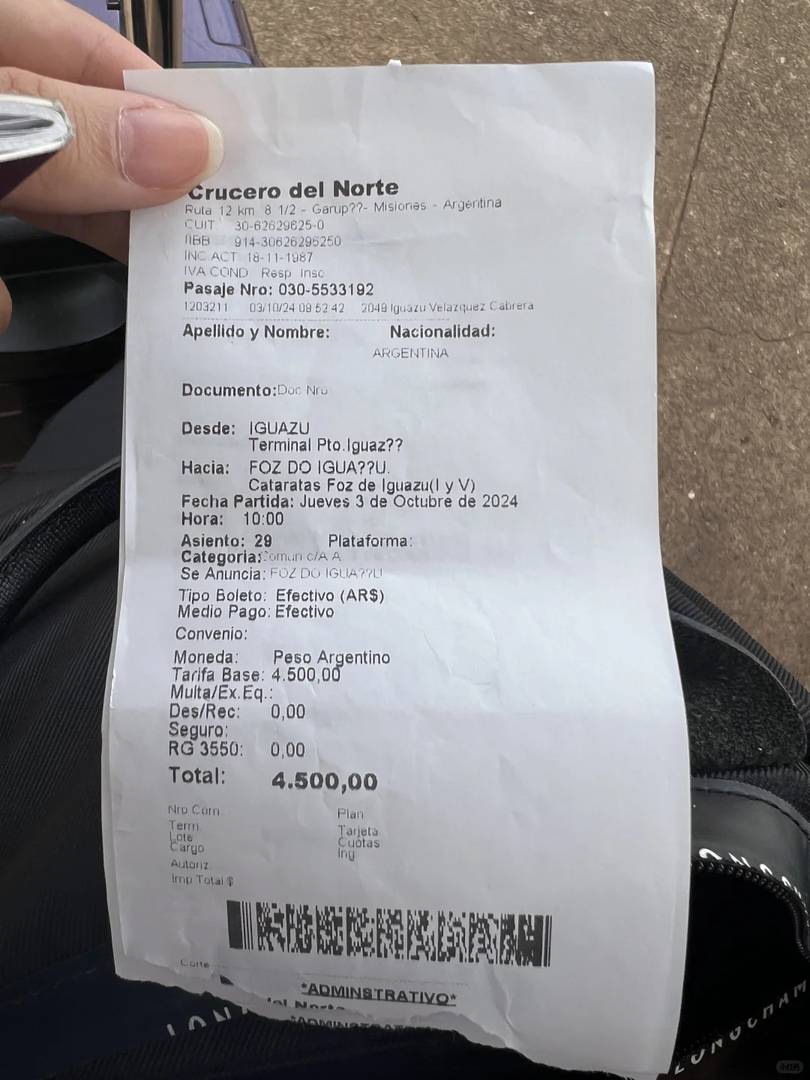 Crucero del Norte
Ruta 12 km 8 1/2 - Garup??- Misiones - Argentina
CUIT 30-62629625-0
IIBB 914-30626296250
INC.ACT 18-11-1987
IVA COND Resp Insc
Pasaje Nro: 030-5533192
1203211 03/10/24 09:52:42 2049 Iguazu Velazquez Cabrera
Apellido y Nombre: Nacionalidad:
ARGENTINA
Documento:Doc Nro
Desde: IGUAZU
Terminal Pto.Iguaz??
Hacia: FOZ DO IGUA??U.
Cataratas Foz de Iguazu(I y V)
Fecha Partida: Jueves 3 de Octubre de 2024
Hora: 10:00
Asiento: 29 Plataforma:
Categoria:Comun c/A A
Se Anuncia: FOZ DO IGUA??U
Tipo Boleto: Efectivo (AR$)
Medio Pago: Efectivo
Convenio:
Moneda: Peso Argentino
Tarifa Base: 4.500,00
Multa/Ex.Eq.:
Des/Rec: 0,00
Seguro:
RG 3550: 0,00
Total: 4.500,00
Nro Com Plan
Term Tarjeta
Lote Cuotas
Cargo Ing
Autoriz
Imp Total $
Corte
*ADMINSTRATIVO*
del Norte
LONGCHAMP